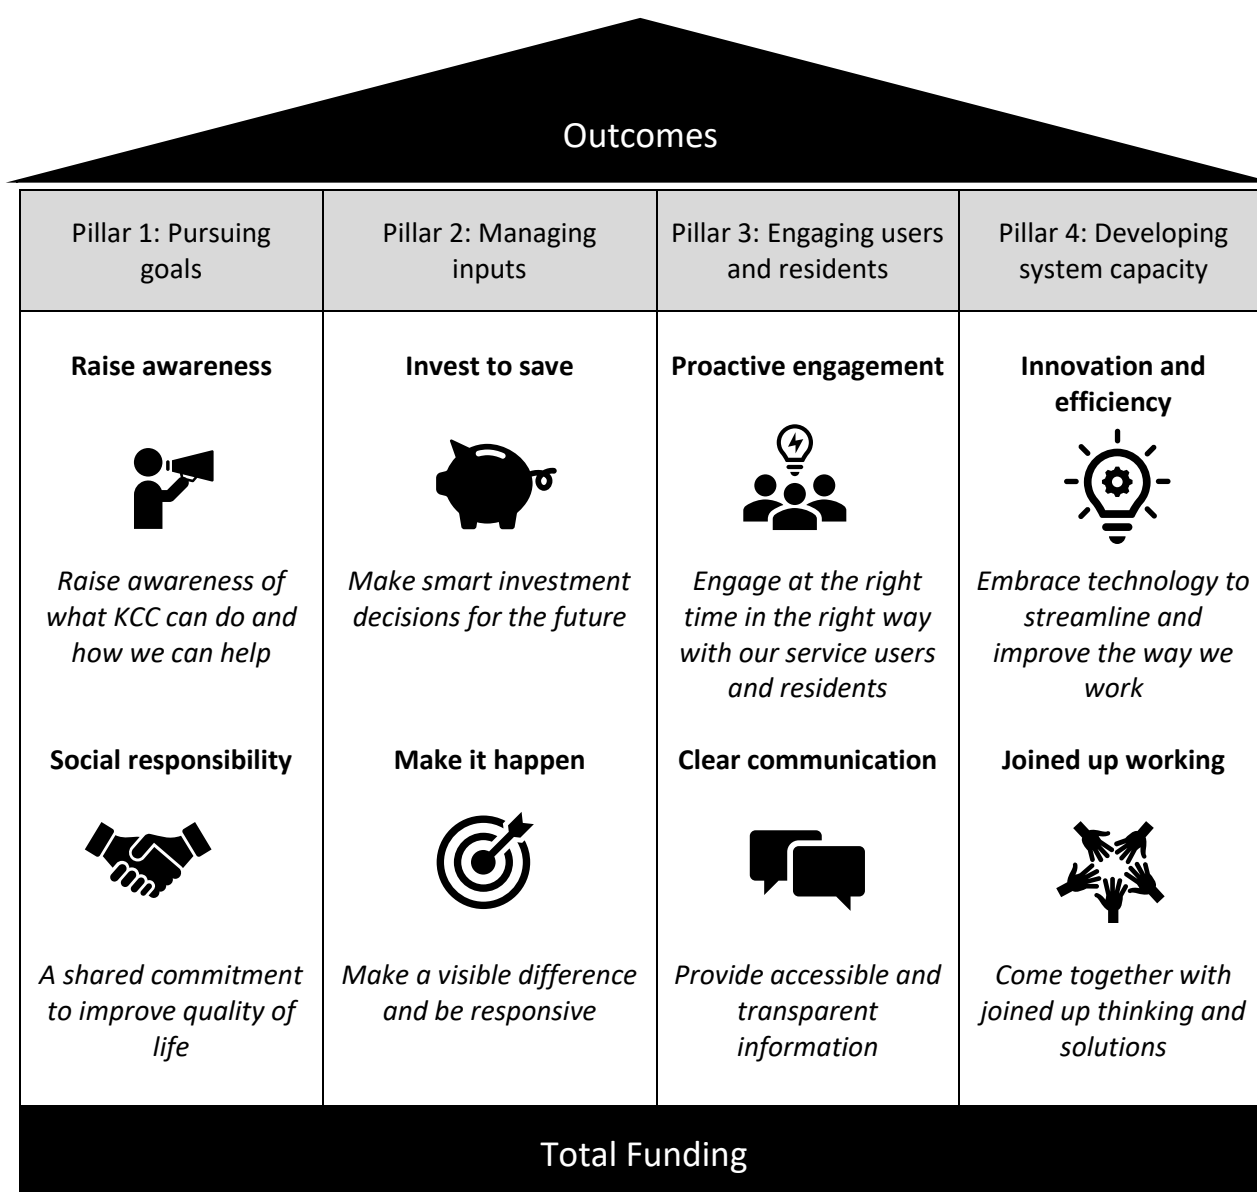 Outcomes
Pillar 1: Pursuing
goals
Pillar 2: Managing
inputs
Pillar 3: Engaging users
and residents
Pillar 4: Developing
system capacity
Raise awareness
Raise awareness of
what KCC can do and
how we can help
Social responsibility
A shared commitment
to improve quality of
life
Invest to save
Make smart investment
decisions for the future
Make it happen
Make a visible difference
and be responsive
Proactive engagement
Engage at the right
time in the right way
with our service users
and residents
Clear communication
Provide accessible and
transparent
information
Innovation and
efficiency
Embrace technology to
streamline and
improve the way we
work
Joined up working
Come together with
joined up thinking and
solutions
Total Funding